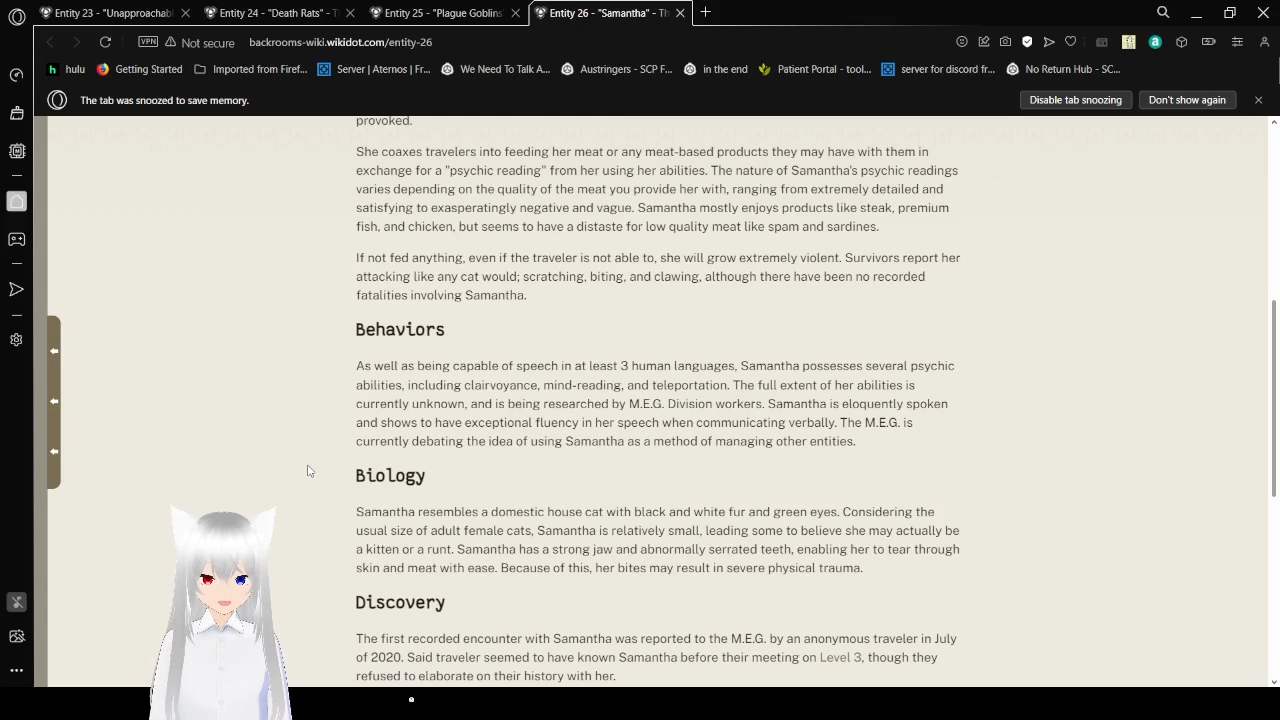 Entity 23 - "Unapproachabl
Entity 24 - "Death Rats" - T
Entity 25 - "Plague Goblins"
Entity 26 - "Samantha" - Th
VPN
Not secure
backrooms-wiki.wikidot.com/entity-26
hulu
Getting Started
Imported from Firef...
Server | Aternos | Fr...
We Need To Talk A...
Austringers - SCP F...
in the end
Patient Portal - tool...
server for discord fr...
No Return Hub - SC...
The tab was snoozed to save memory.
Disable tab snoozing
Don't show again
provoked.
She coaxes travelers into feeding her meat or any meat-based products they may have with them in
exchange for a "psychic reading" from her using her abilities. The nature of Samantha's psychic readings
varies depending on the quality of the meat you provide her with, ranging from extremely detailed and
satisfying to exasperatingly negative and vague. Samantha mostly enjoys products like steak, premium
fish, and chicken, but seems to have a distaste for low quality meat like spam and sardines.
If not fed anything, even if the traveler is not able to, she will grow extremely violent. Survivors report her
attacking like any cat would; scratching, biting, and clawing, although there have been no recorded
fatalities involving Samantha.
Behaviors
As well as being capable of speech in at least 3 human languages, Samantha possesses several psychic
abilities, including clairvoyance, mind-reading, and teleportation. The full extent of her abilities is
currently unknown, and is being researched by M.E.G. Division workers. Samantha is eloquently spoken
and shows to have exceptional fluency in her speech when communicating verbally. The M.E.G. is
currently debating the idea of using Samantha as a method of managing other entities.
Biology
Samantha resembles a domestic house cat with black and white fur and green eyes. Considering the
usual size of adult female cats, Samantha is relatively small, leading some to believe she may actually be
a kitten or a runt. Samantha has a strong jaw and abnormally serrated teeth, enabling her to tear through
skin and meat with ease. Because of this, her bites may result in severe physical trauma.
Discovery
The first recorded encounter with Samantha was reported to the M.E.G. by an anonymous traveler in July
of 2020. Said traveler seemed to have known Samantha before their meeting on Level 3, though they
refused to elaborate on their history with her.